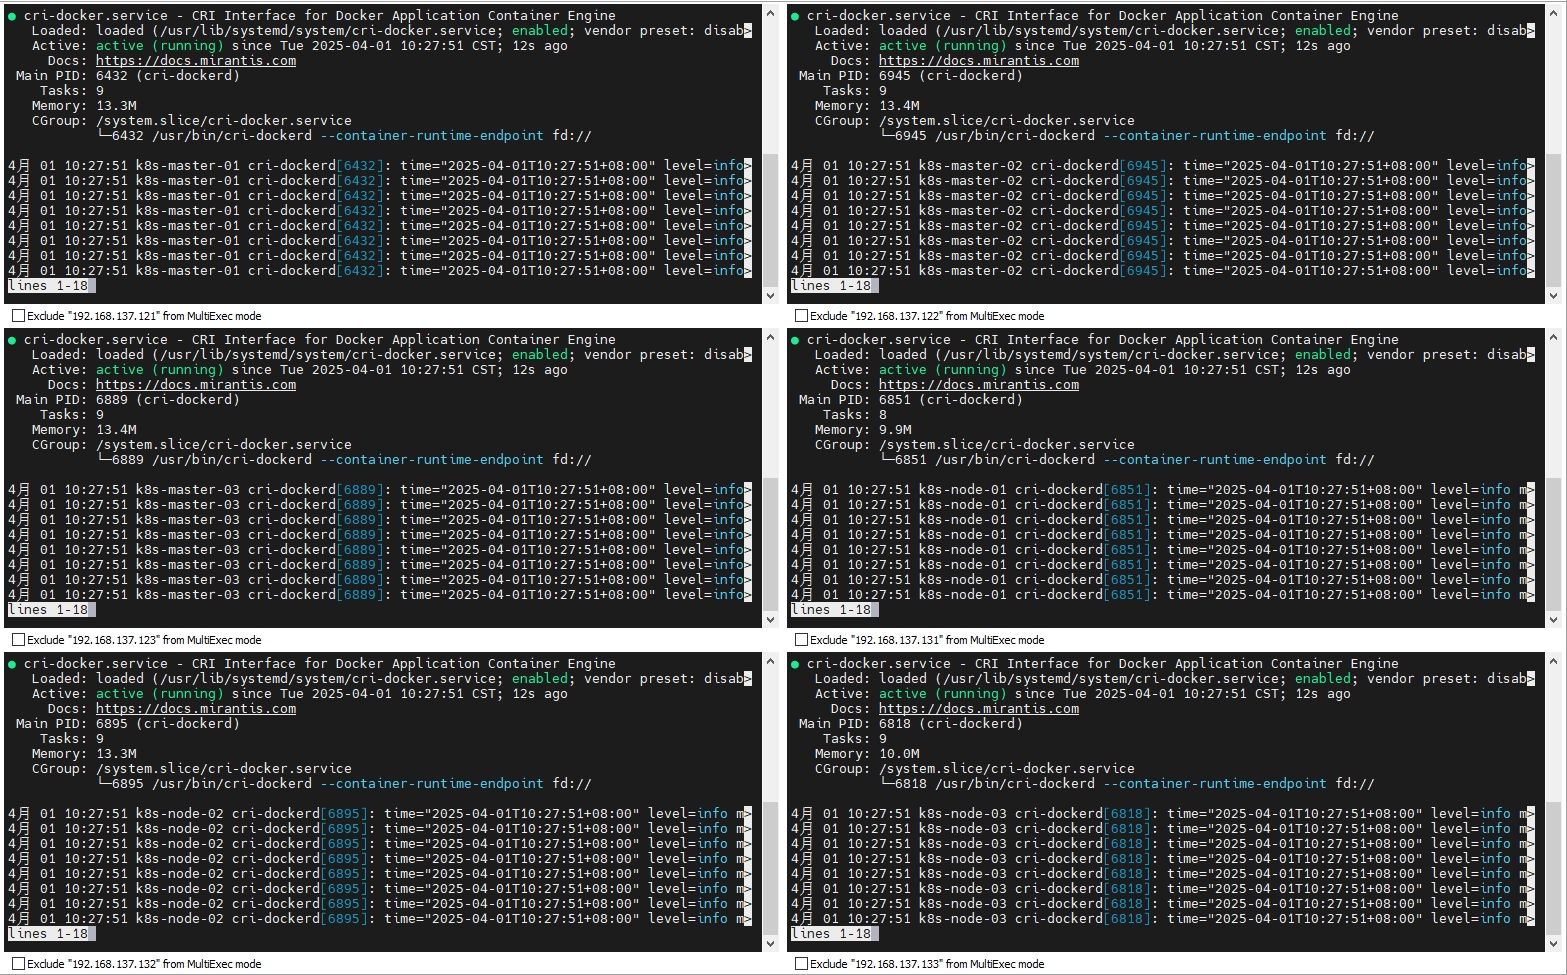 ● cri-docker.service - CRI Interface for Docker Application Container Engine
Loaded: loaded (/usr/lib/systemd/system/cri-docker.service; enabled; vendor preset: disab>
Active: active (running) since Tue 2025-04-01 10:27:51 CST; 12s ago
Docs: https://docs.mirantis.com
Main PID: 6432 (cri-dockerd)
Tasks: 9
Memory: 13.3M
CGroup: /system.slice/cri-docker.service
└─6432 /usr/bin/cri-dockerd --container-runtime-endpoint fd://
4月 01 10:27:51 k8s-master-01 cri-dockerd[6432]: time="2025-04-01T10:27:51+08:00" level=info>
4月 01 10:27:51 k8s-master-01 cri-dockerd[6432]: time="2025-04-01T10:27:51+08:00" level=info>
4月 01 10:27:51 k8s-master-01 cri-dockerd[6432]: time="2025-04-01T10:27:51+08:00" level=info>
4月 01 10:27:51 k8s-master-01 cri-dockerd[6432]: time="2025-04-01T10:27:51+08:00" level=info>
4月 01 10:27:51 k8s-master-01 cri-dockerd[6432]: time="2025-04-01T10:27:51+08:00" level=info>
4月 01 10:27:51 k8s-master-01 cri-dockerd[6432]: time="2025-04-01T10:27:51+08:00" level=info>
4月 01 10:27:51 k8s-master-01 cri-dockerd[6432]: time="2025-04-01T10:27:51+08:00" level=info>
4月 01 10:27:51 k8s-master-01 cri-dockerd[6432]: time="2025-04-01T10:27:51+08:00" level=info>
lines 1-18
Exclude "192.168.137.121" from MultiExec mode
● cri-docker.service - CRI Interface for Docker Application Container Engine
Loaded: loaded (/usr/lib/systemd/system/cri-docker.service; enabled; vendor preset: disab>
Active: active (running) since Tue 2025-04-01 10:27:51 CST; 12s ago
Docs: https://docs.mirantis.com
Main PID: 6945 (cri-dockerd)
Tasks: 9
Memory: 13.4M
CGroup: /system.slice/cri-docker.service
└─6945 /usr/bin/cri-dockerd --container-runtime-endpoint fd://
4月 01 10:27:51 k8s-master-02 cri-dockerd[6945]: time="2025-04-01T10:27:51+08:00" level=info>
4月 01 10:27:51 k8s-master-02 cri-dockerd[6945]: time="2025-04-01T10:27:51+08:00" level=info>
4月 01 10:27:51 k8s-master-02 cri-dockerd[6945]: time="2025-04-01T10:27:51+08:00" level=info>
4月 01 10:27:51 k8s-master-02 cri-dockerd[6945]: time="2025-04-01T10:27:51+08:00" level=info>
4月 01 10:27:51 k8s-master-02 cri-dockerd[6945]: time="2025-04-01T10:27:51+08:00" level=info>
4月 01 10:27:51 k8s-master-02 cri-dockerd[6945]: time="2025-04-01T10:27:51+08:00" level=info>
4月 01 10:27:51 k8s-master-02 cri-dockerd[6945]: time="2025-04-01T10:27:51+08:00" level=info>
4月 01 10:27:51 k8s-master-02 cri-dockerd[6945]: time="2025-04-01T10:27:51+08:00" level=info>
lines 1-18
Exclude "192.168.137.122" from MultiExec mode
● cri-docker.service - CRI Interface for Docker Application Container Engine
Loaded: loaded (/usr/lib/systemd/system/cri-docker.service; enabled; vendor preset: disab>
Active: active (running) since Tue 2025-04-01 10:27:51 CST; 12s ago
Docs: https://docs.mirantis.com
Main PID: 6889 (cri-dockerd)
Tasks: 9
Memory: 13.4M
CGroup: /system.slice/cri-docker.service
└─6889 /usr/bin/cri-dockerd --container-runtime-endpoint fd://
4月 01 10:27:51 k8s-master-03 cri-dockerd[6889]: time="2025-04-01T10:27:51+08:00" level=info>
4月 01 10:27:51 k8s-master-03 cri-dockerd[6889]: time="2025-04-01T10:27:51+08:00" level=info>
4月 01 10:27:51 k8s-master-03 cri-dockerd[6889]: time="2025-04-01T10:27:51+08:00" level=info>
4月 01 10:27:51 k8s-master-03 cri-dockerd[6889]: time="2025-04-01T10:27:51+08:00" level=info>
4月 01 10:27:51 k8s-master-03 cri-dockerd[6889]: time="2025-04-01T10:27:51+08:00" level=info>
4月 01 10:27:51 k8s-master-03 cri-dockerd[6889]: time="2025-04-01T10:27:51+08:00" level=info>
4月 01 10:27:51 k8s-master-03 cri-dockerd[6889]: time="2025-04-01T10:27:51+08:00" level=info>
4月 01 10:27:51 k8s-master-03 cri-dockerd[6889]: time="2025-04-01T10:27:51+08:00" level=info>
lines 1-18
Exclude "192.168.137.123" from MultiExec mode
● cri-docker.service - CRI Interface for Docker Application Container Engine
Loaded: loaded (/usr/lib/systemd/system/cri-docker.service; enabled; vendor preset: disab>
Active: active (running) since Tue 2025-04-01 10:27:51 CST; 12s ago
Docs: https://docs.mirantis.com
Main PID: 6851 (cri-dockerd)
Tasks: 8
Memory: 9.9M
CGroup: /system.slice/cri-docker.service
└─6851 /usr/bin/cri-dockerd --container-runtime-endpoint fd://
4月 01 10:27:51 k8s-node-01 cri-dockerd[6851]: time="2025-04-01T10:27:51+08:00" level=info m>
4月 01 10:27:51 k8s-node-01 cri-dockerd[6851]: time="2025-04-01T10:27:51+08:00" level=info m>
4月 01 10:27:51 k8s-node-01 cri-dockerd[6851]: time="2025-04-01T10:27:51+08:00" level=info m>
4月 01 10:27:51 k8s-node-01 cri-dockerd[6851]: time="2025-04-01T10:27:51+08:00" level=info m>
4月 01 10:27:51 k8s-node-01 cri-dockerd[6851]: time="2025-04-01T10:27:51+08:00" level=info m>
4月 01 10:27:51 k8s-node-01 cri-dockerd[6851]: time="2025-04-01T10:27:51+08:00" level=info m>
4月 01 10:27:51 k8s-node-01 cri-dockerd[6851]: time="2025-04-01T10:27:51+08:00" level=info m>
4月 01 10:27:51 k8s-node-01 cri-dockerd[6851]: time="2025-04-01T10:27:51+08:00" level=info m>
lines 1-18
Exclude "192.168.137.131" from MultiExec mode
● cri-docker.service - CRI Interface for Docker Application Container Engine
Loaded: loaded (/usr/lib/systemd/system/cri-docker.service; enabled; vendor preset: disab>
Active: active (running) since Tue 2025-04-01 10:27:51 CST; 12s ago
Docs: https://docs.mirantis.com
Main PID: 6895 (cri-dockerd)
Tasks: 9
Memory: 13.3M
CGroup: /system.slice/cri-docker.service
└─6895 /usr/bin/cri-dockerd --container-runtime-endpoint fd://
4月 01 10:27:51 k8s-node-02 cri-dockerd[6895]: time="2025-04-01T10:27:51+08:00" level=info m>
4月 01 10:27:51 k8s-node-02 cri-dockerd[6895]: time="2025-04-01T10:27:51+08:00" level=info m>
4月 01 10:27:51 k8s-node-02 cri-dockerd[6895]: time="2025-04-01T10:27:51+08:00" level=info m>
4月 01 10:27:51 k8s-node-02 cri-dockerd[6895]: time="2025-04-01T10:27:51+08:00" level=info m>
4月 01 10:27:51 k8s-node-02 cri-dockerd[6895]: time="2025-04-01T10:27:51+08:00" level=info m>
4月 01 10:27:51 k8s-node-02 cri-dockerd[6895]: time="2025-04-01T10:27:51+08:00" level=info m>
4月 01 10:27:51 k8s-node-02 cri-dockerd[6895]: time="2025-04-01T10:27:51+08:00" level=info m>
4月 01 10:27:51 k8s-node-02 cri-dockerd[6895]: time="2025-04-01T10:27:51+08:00" level=info m>
lines 1-18
Exclude "192.168.137.132" from MultiExec mode
● cri-docker.service - CRI Interface for Docker Application Container Engine
Loaded: loaded (/usr/lib/systemd/system/cri-docker.service; enabled; vendor preset: disab>
Active: active (running) since Tue 2025-04-01 10:27:51 CST; 12s ago
Docs: https://docs.mirantis.com
Main PID: 6818 (cri-dockerd)
Tasks: 9
Memory: 10.0M
CGroup: /system.slice/cri-docker.service
└─6818 /usr/bin/cri-dockerd --container-runtime-endpoint fd://
4月 01 10:27:51 k8s-node-03 cri-dockerd[6818]: time="2025-04-01T10:27:51+08:00" level=info m>
4月 01 10:27:51 k8s-node-03 cri-dockerd[6818]: time="2025-04-01T10:27:51+08:00" level=info m>
4月 01 10:27:51 k8s-node-03 cri-dockerd[6818]: time="2025-04-01T10:27:51+08:00" level=info m>
4月 01 10:27:51 k8s-node-03 cri-dockerd[6818]: time="2025-04-01T10:27:51+08:00" level=info m>
4月 01 10:27:51 k8s-node-03 cri-dockerd[6818]: time="2025-04-01T10:27:51+08:00" level=info m>
4月 01 10:27:51 k8s-node-03 cri-dockerd[6818]: time="2025-04-01T10:27:51+08:00" level=info m>
4月 01 10:27:51 k8s-node-03 cri-dockerd[6818]: time="2025-04-01T10:27:51+08:00" level=info m>
4月 01 10:27:51 k8s-node-03 cri-dockerd[6818]: time="2025-04-01T10:27:51+08:00" level=info m>
lines 1-18
Exclude "192.168.137.133" from MultiExec mode